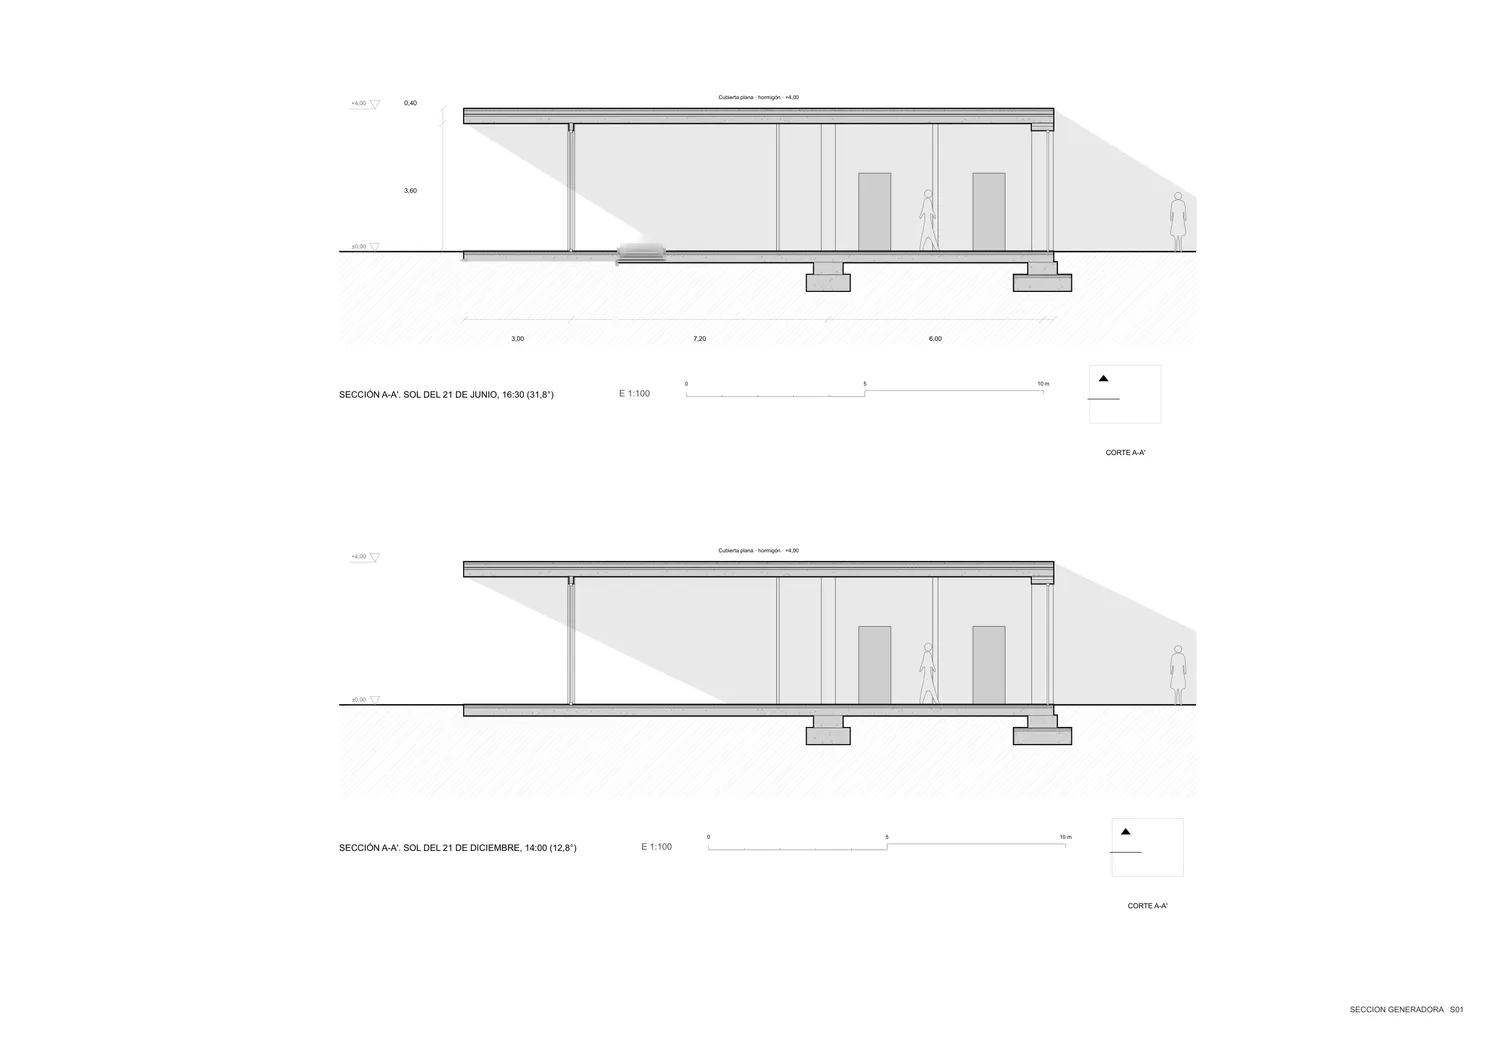 Cubierta plana · hormigón · +4,00
+4,00
0,40
3,60
±0,00
3,00
7,20
6,00
SECCIÓN A-A'. SOL DEL 21 DE JUNIO, 16:30 (31,8°)
E 1:100
0
5
10 m
CORTE A-A'
Cubierta plana · hormigón · +4,00
+4,00
±0,00
SECCIÓN A-A'. SOL DEL 21 DE DICIEMBRE, 14:00 (12,8°)
E 1:100
0
5
10 m
CORTE A-A'
SECCION GENERADORA S01